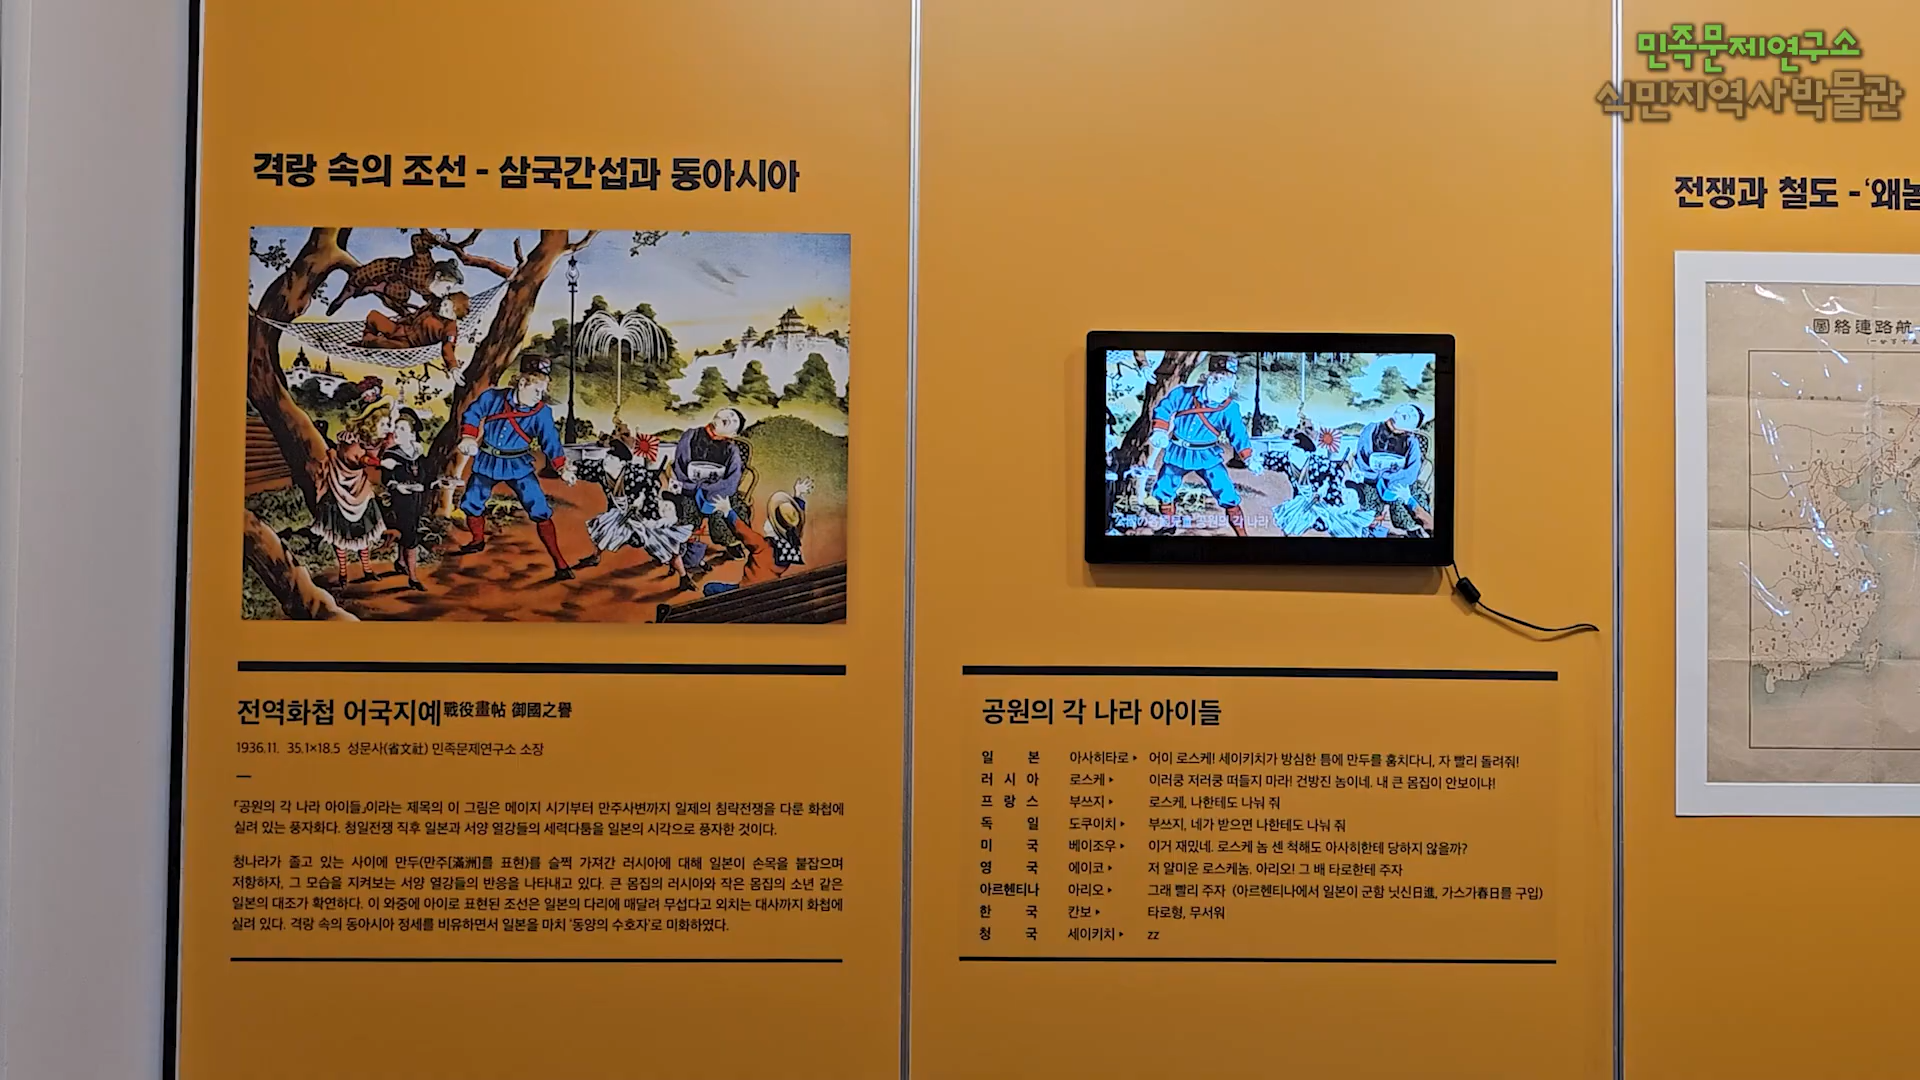 민족문제연구소
식민지역사박물관
격랑 속의 조선 - 삼국간섭과 동아시아
전역화첩 어국지예 戰役畫帖 御國之譽
1936.11. 35.1×18.5 성문사(省文社) 민족문제연구소 소장
『공원의 각 나라 아이들』이라는 제목의 이 그림은 메이지 시기부터 만주사변까지 일제의 침략전쟁을 다룬 화첩에
실려 있는 풍자화다. 청일전쟁 직후 일본과 서양 열강들의 세력다툼을 일본의 시각으로 풍자한 것이다.
청나라가 졸고 있는 사이에 만두(만주[滿洲]를 표현)를 슬쩍 가져간 러시아에 대해 일본이 손목을 붙잡으며
저항하자, 그 모습을 지켜보는 서양 열강들의 반응을 나타내고 있다. 큰 몸집의 러시아와 작은 몸집의 소년 같은
일본의 대조가 확연하다. 이 와중에 아이로 표현된 조선은 일본의 다리에 매달려 무섭다고 외치는 대사까지 화첩에
실려 있다. 격랑 속의 동아시아 정세를 비유하면서 일본을 마치 '동양의 수호자'로 미화하였다.
공원의 각 나라
공원의 각 나라 아이들
일본 아사히타로▸ 어이 로스케! 세이키치가 방심한 틈에 만두를 훔치다니, 자 빨리 돌려줘!
러시아 로스케▸ 이러쿵 저러쿵 떠들지 마라! 건방진 놈이네. 내 큰 몸집이 안보이냐!
프랑스 부쓰지▸ 로스케, 나한테도 나눠 줘
독일 도쿠이치▸ 부쓰지, 네가 받으면 나한테도 나눠 줘
미국 베이조우▸ 이거 재밌네. 로스케 놈 센 척해도 아사히한테 당하지 않을까?
영국 에이코▸ 저 얄미운 로스케놈. 아리오! 그 배 타로한테 주자
아르헨티나 아리오▸ 그래 빨리 주자 (아르헨티나에서 일본이 군함 닛신日進, 가스가春日를 구입)
한국 칸보▸ 타로형, 무서워
청국 세이키치▸ zz
전쟁과 철도 - '왜놈
圖絡連路航